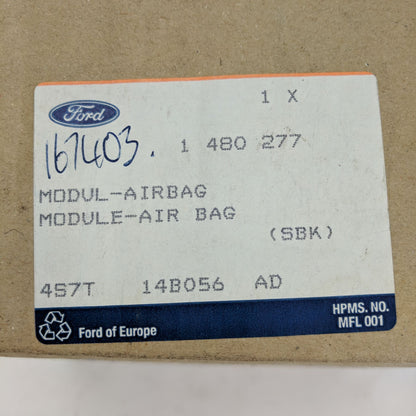 1 X
Ford
167403. 1 480 277
MODUL-AIRBAG
MODULE-AIR BAG
(SBK)
4S7T 14B056 AD
Ford of Europe
HPMS. NO.
MFL 001